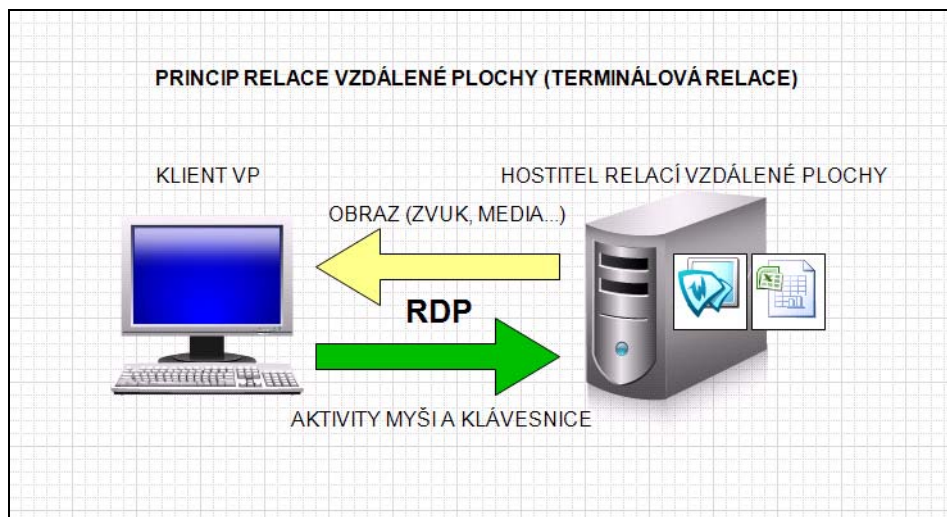 PRINCIP RELACE VZDÁLENÉ PLOCHY (TERMINÁLOVÁ RELACE)
KLIENT VP
HOSTITEL RELACÍ VZDÁLENÉ PLOCHY
OBRAZ (ZVUK, MEDIA...)
RDP
AKTIVITY MYŠI A KLÁVESNICE